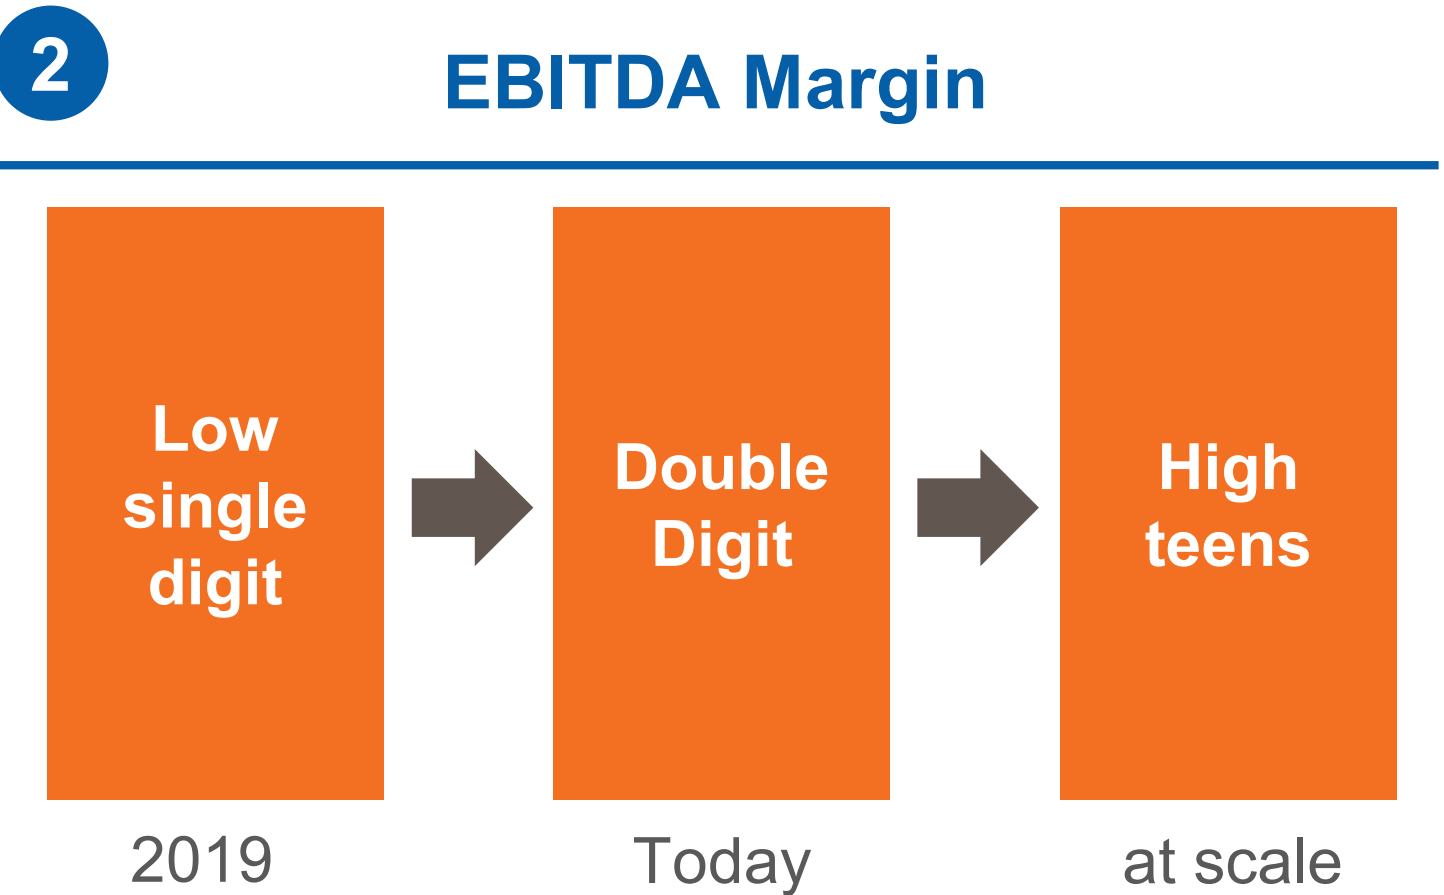 2
EBITDA Margin
Low
single
digit
Double
Digit
High
teens
2019
Today
at scale